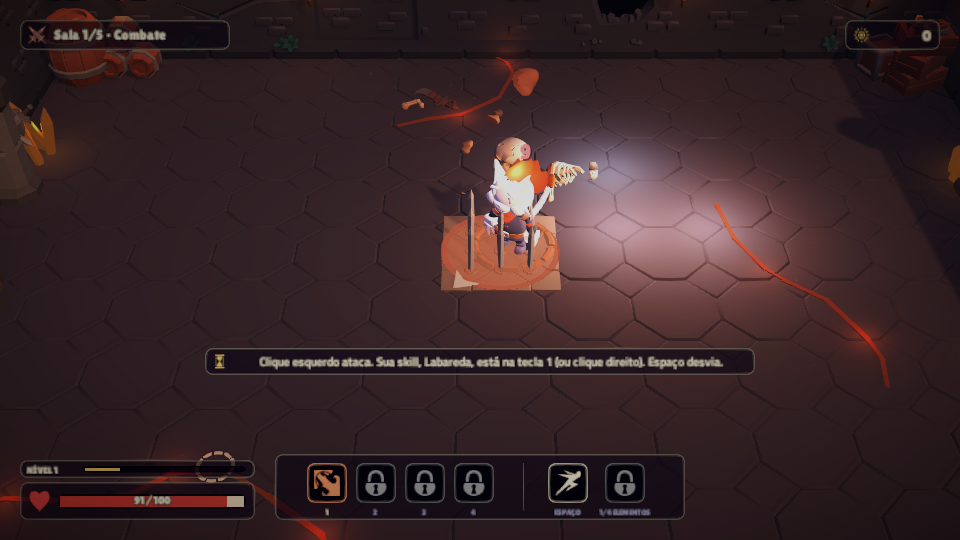 Sala 1/5 - Combate
0
Clique esquerdo ataca. Sua skill, Labareda, está na tecla 1 (ou clique direito). Espaço desvia.
NÍVEL 1
91/100
1
2
3
4
ESPAÇO
1/4 ELEMENTOS